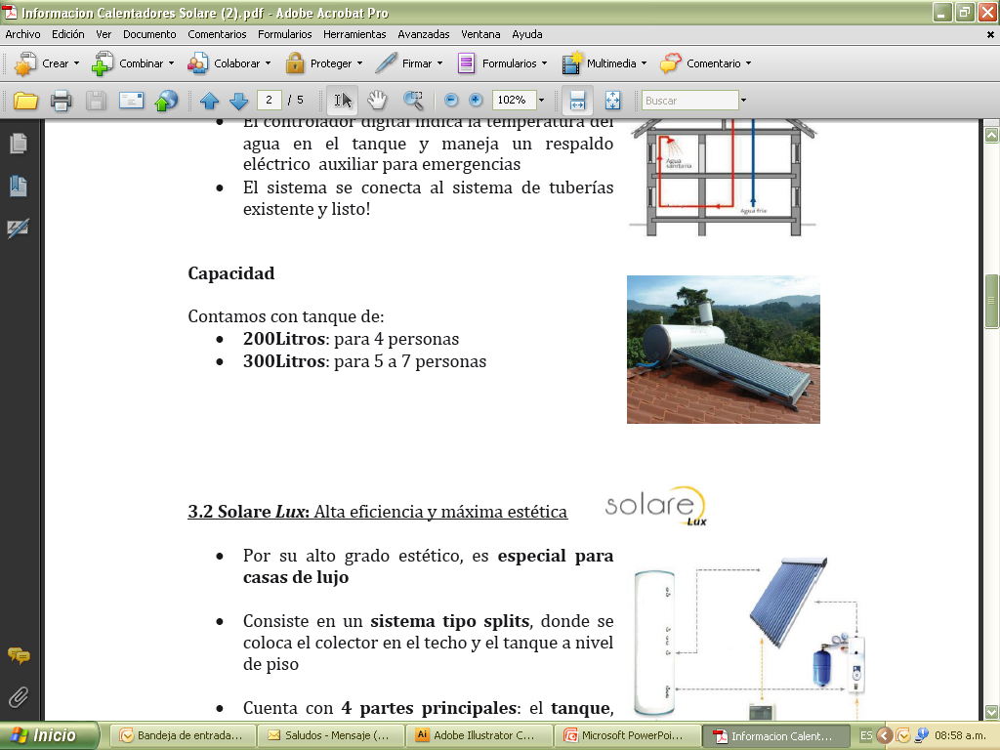 Informacion Calentadores Solare (2).pdf - Adobe Acrobat Pro
Archivo Edición Ver Documento Comentarios Formularios Herramientas Avanzadas Ventana Ayuda
Crear Combinar Colaborar Proteger Firmar Formularios Multimedia Comentario
2 / 5 102% Buscar
• El controlador digital indica la temperatura del
agua en el tanque y maneja un respaldo
eléctrico auxiliar para emergencias
• El sistema se conecta al sistema de tuberías
existente y listo!
Agua
sanitaria
Agua fria
Capacidad
Contamos con tanque de:
• 200Litros: para 4 personas
• 300Litros: para 5 a 7 personas
3.2 Solare Lux: Alta eficiencia y máxima estética
solare
Lux
• Por su alto grado estético, es especial para
casas de lujo
• Consiste en un sistema tipo splits, donde se
coloca el colector en el techo y el tanque a nivel
de piso
• Cuenta con 4 partes principales: el tanque,
Inicio Bandeja de entrada... Saludos - Mensaje (... Adobe Illustrator C... Microsoft PowerPoi... Informacion Calent... ES 08:58 a.m.